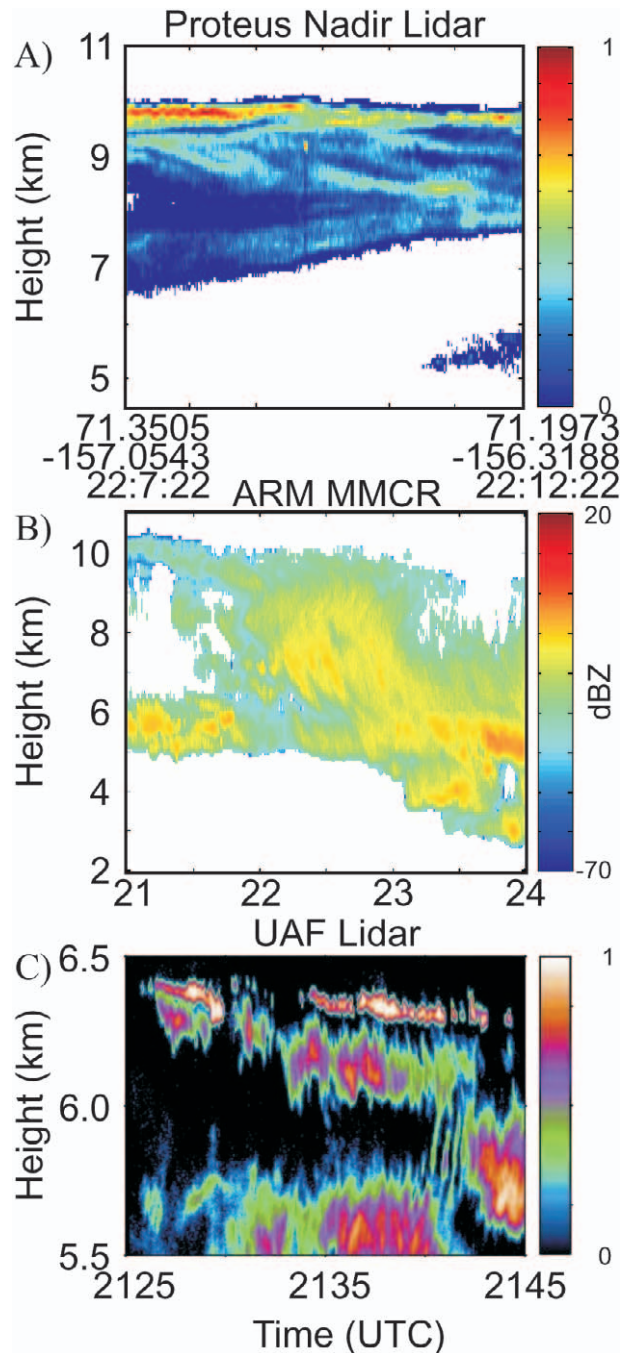 Proteus Nadir Lidar
A)
11
9
7
5
Height (km)
1
0
71.3505 71.1973
-157.0543 -156.3188
22:7:22 22:12:22
ARM MMCR
B)
10
8
6
4
2
Height (km)
20
dBZ
-70
21 22 23 24
UAF Lidar
C)
6.5
6.0
5.5
Height (km)
1
0
2125 2135 2145
Time (UTC)